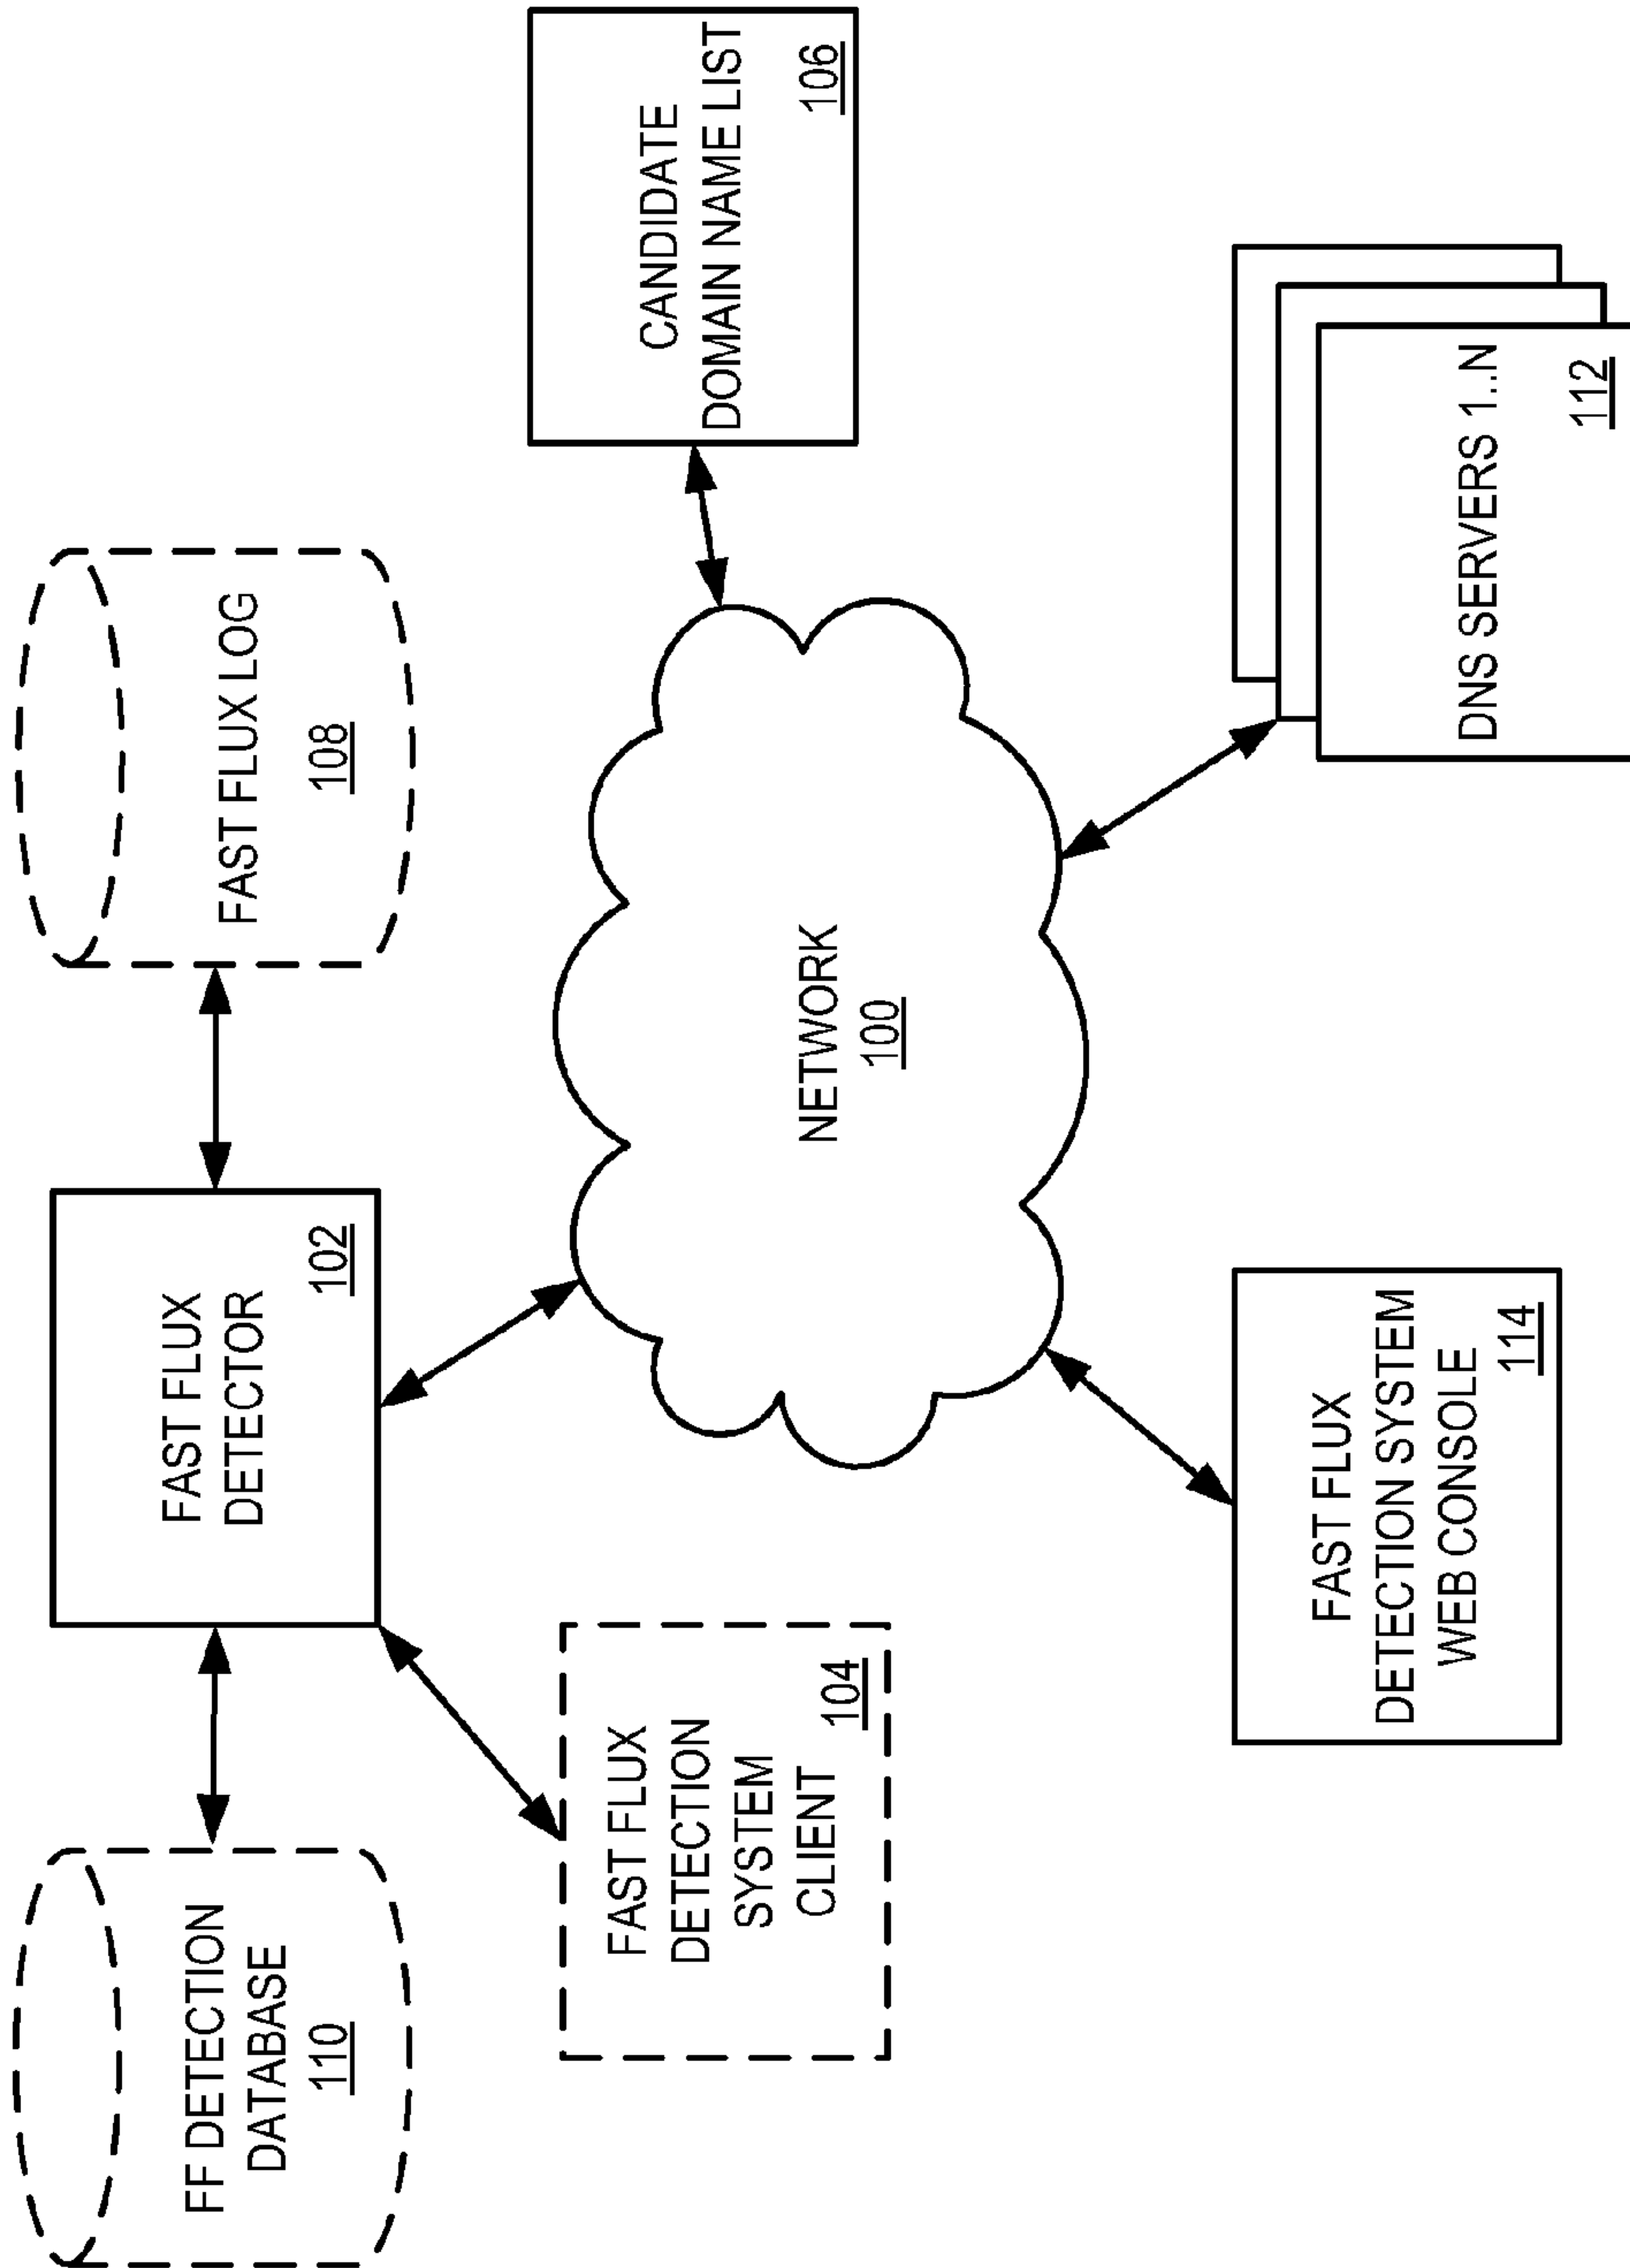 FF DETECTION
DATABASE
110
FAST FLUX
DETECTOR
102
FAST FLUX LOG
108
FAST FLUX
DETECTION
SYSTEM
CLIENT
104
NETWORK
100
CANDIDATE
DOMAIN NAME LIST
106
FAST FLUX
DETECTION SYSTEM
WEB CONSOLE
114
DNS SERVERS 1..N
112